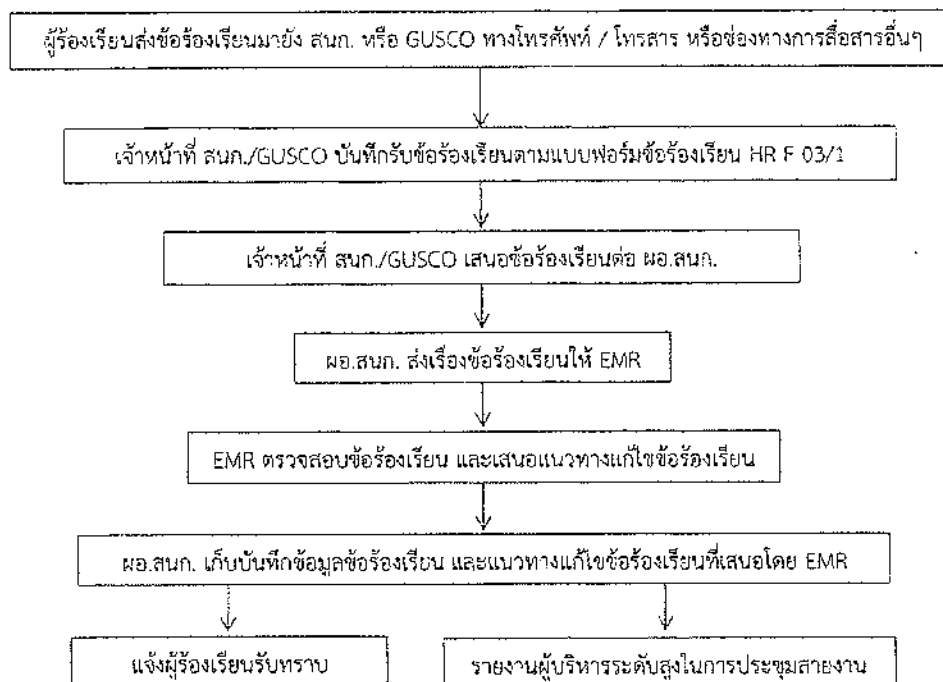 ผู้ร้องเรียนส่งข้อร้องเรียนมายัง สนก. หรือ GUSCO ทางโทรศัพท์ / โทรสาร หรือช่องทางการสื่อสารอื่นๆ
เจ้าหน้าที่ สนก./GUSCO บันทึกรับข้อร้องเรียนตามแบบฟอร์มข้อร้องเรียน HR F 03/1
เจ้าหน้าที่ สนก./GUSCO เสนอข้อร้องเรียนต่อ ผอ.สนก.
ผอ.สนก. ส่งเรื่องข้อร้องเรียนให้ EMR
EMR ตรวจสอบข้อร้องเรียน และเสนอแนวทางแก้ไขข้อร้องเรียน
ผอ.สนก. เก็บบันทึกข้อมูลข้อร้องเรียน และแนวทางแก้ไขข้อร้องเรียนที่เสนอโดย EMR
แจ้งผู้ร้องเรียนรับทราบ
รายงานผู้บริหารระดับสูงในการประชุมสายงาน